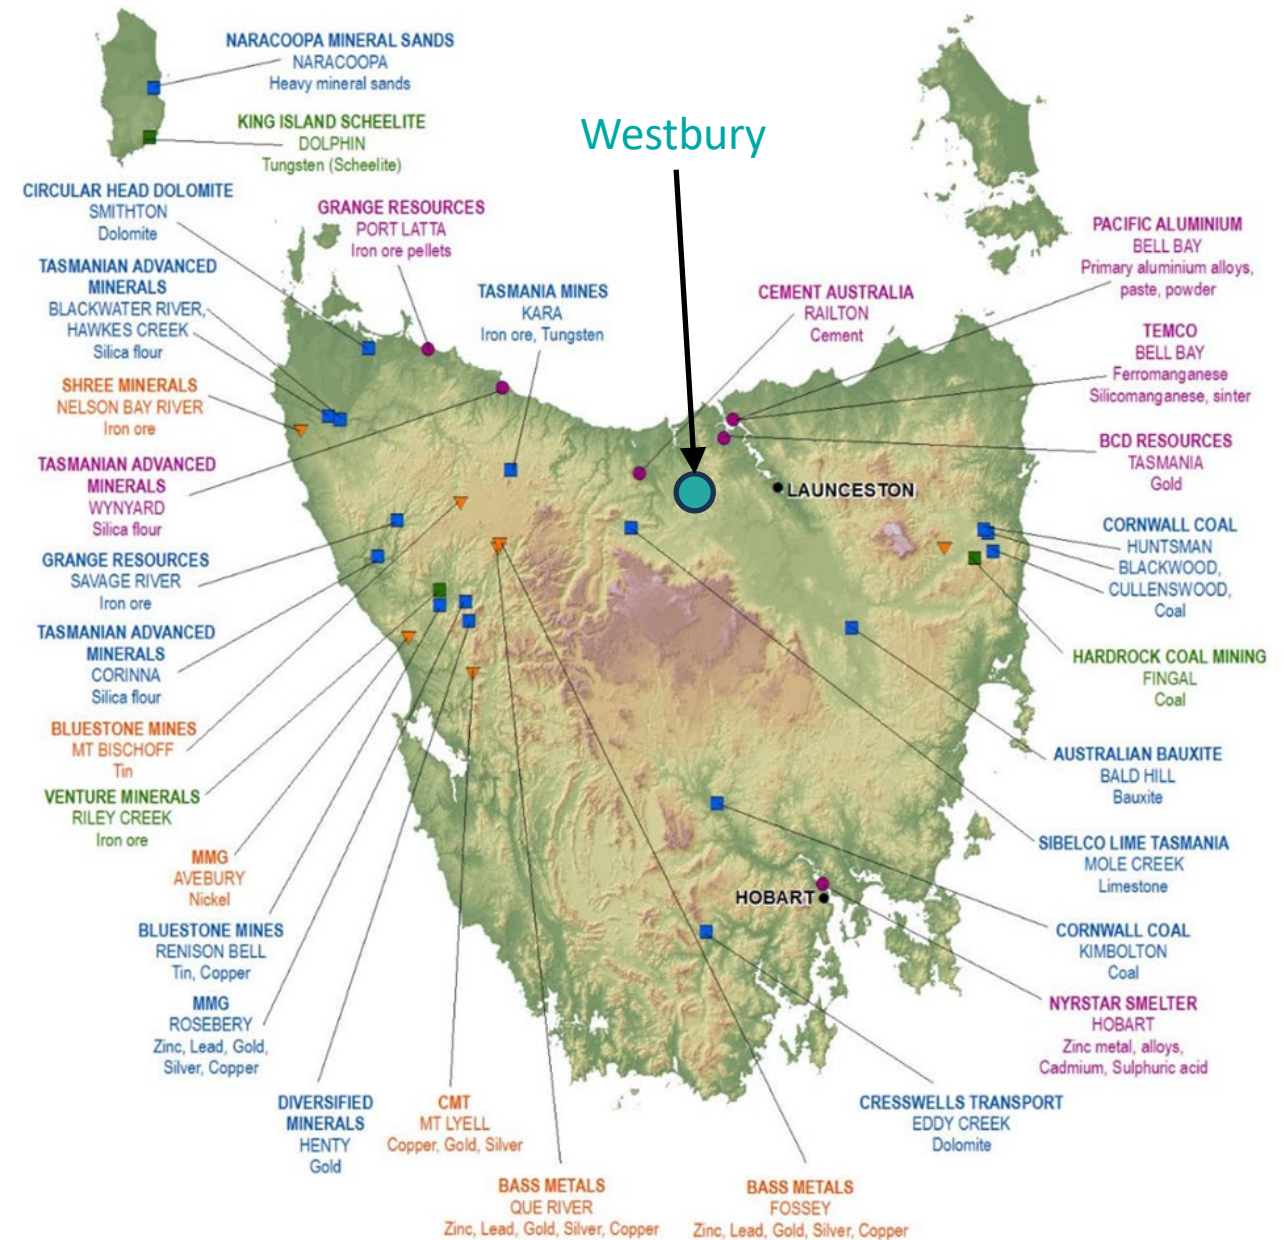 NARACOOPA MINERAL SANDS
NARACOOPA
Heavy mineral sands
KING ISLAND SCHEELITE
DOLPHIN
Tungsten (Scheelite)
Westbury
CIRCULAR HEAD DOLOMITE
SMITHTON
Dolomite
GRANGE RESOURCES
PORT LATTA
Iron ore pellets
TASMANIAN ADVANCED
MINERALS
BLACKWATER RIVER,
HAWKES CREEK
Silica flour
TASMANIA MINES
KARA
Iron ore, Tungsten
CEMENT AUSTRALIA
RAILTON
Cement
PACIFIC ALUMINIUM
BELL BAY
Primary aluminium alloys,
paste, powder
TEMCO
BELL BAY
Ferromanganese
Silicomanganese, sinter
SHREE MINERALS
NELSON BAY RIVER
Iron ore
BCD RESOURCES
TASMANIA
Gold
TASMANIAN ADVANCED
MINERALS
WYNYARD
Silica flour
LAUNCESTON
CORNWALL COAL
HUNTSMAN
BLACKWOOD,
CULLENSWOOD,
Coal
GRANGE RESOURCES
SAVAGE RIVER
Iron ore
TASMANIAN ADVANCED
MINERALS
CORINNA
Silica flour
HARDROCK COAL MINING
FINGAL
Coal
BLUESTONE MINES
MT BISCHOFF
Tin
AUSTRALIAN BAUXITE
BALD HILL
Bauxite
VENTURE MINERALS
RILEY CREEK
Iron ore
SIBELCO LIME TASMANIA
MOLE CREEK
Limestone
MMG
AVEBURY
Nickel
HOBART
BLUESTONE MINES
RENISON BELL
Tin, Copper
CORNWALL COAL
KIMBOLTON
Coal
MMG
ROSEBERY
Zinc, Lead, Gold,
Silver, Copper
NYRSTAR SMELTER
HOBART
Zinc metal, alloys,
Cadmium, Sulphuric acid
DIVERSIFIED
MINERALS
HENTY
Gold
CMT
MT LYELL
Copper, Gold, Silver
CRESSWELLS TRANSPORT
EDDY CREEK
Dolomite
BASS METALS
QUE RIVER
Zinc, Lead, Gold, Silver, Copper
BASS METALS
FOSSEY
Zinc, Lead, Gold, Silver, Copper